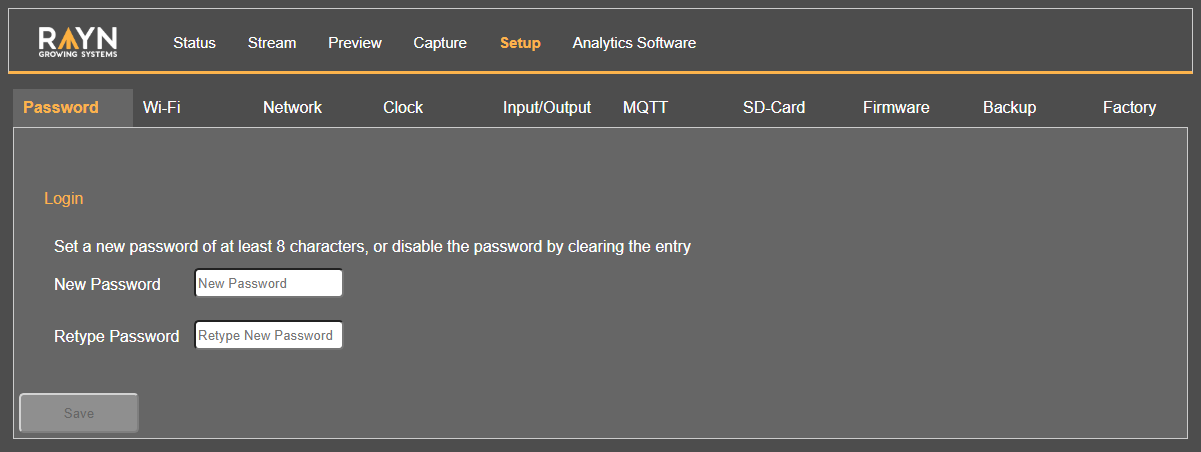 RAYN
GROWING SYSTEMS
Status Stream Preview Capture Setup Analytics Software
Password Wi-Fi Network Clock Input/Output MQTT SD-Card Firmware Backup Factory
Login
Set a new password of at least 8 characters, or disable the password by clearing the entry
New Password New Password
Retype Password Retype New Password
Save